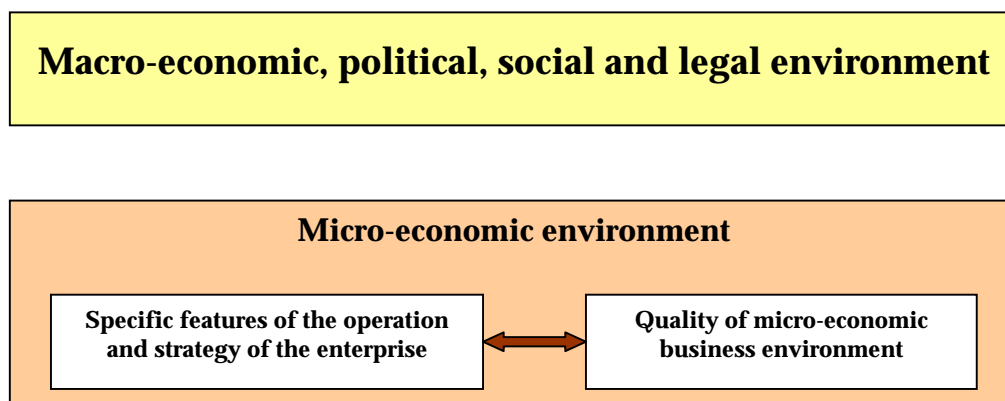 Macro-economic, political, social and legal environment
Micro-economic environment
Specific features of the operation
and strategy of the enterprise
Quality of micro-economic
business environment